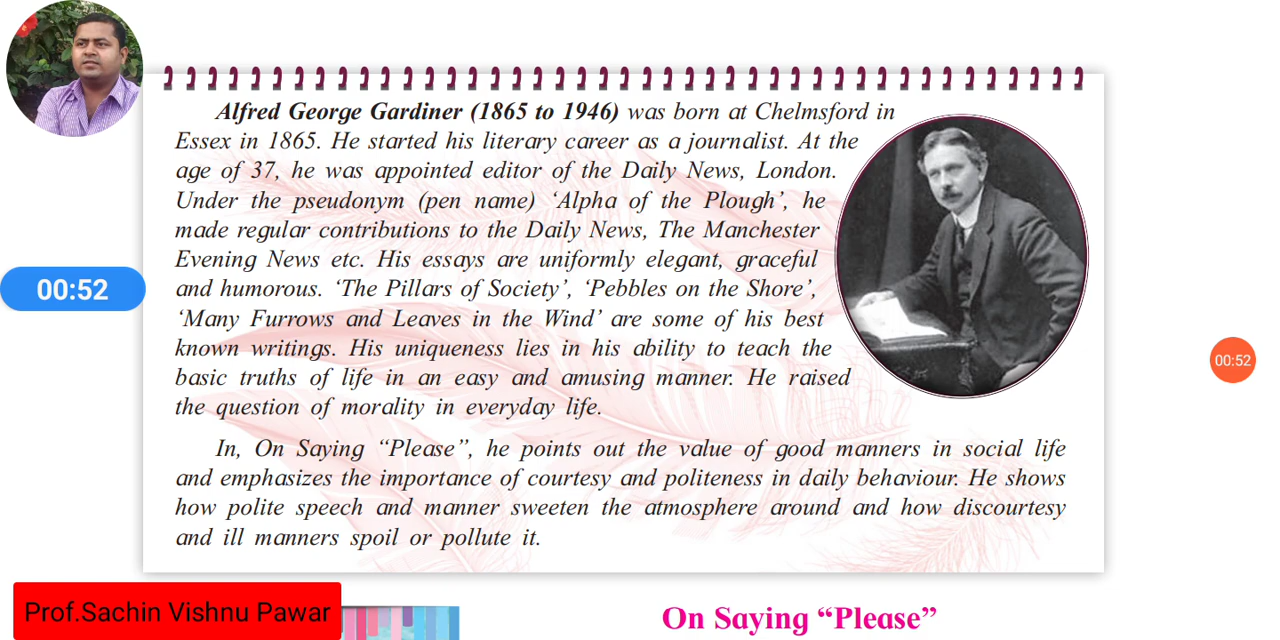 Alfred George Gardiner (1865 to 1946) was born at Chelmsford in
Essex in 1865. He started his literary career as a journalist. At the
age of 37, he was appointed editor of the Daily News, London.
Under the pseudonym (pen name) ‘Alpha of the Plough’, he
made regular contributions to the Daily News, The Manchester
Evening News etc. His essays are uniformly elegant, graceful
and humorous. ‘The Pillars of Society’, ‘Pebbles on the Shore’,
‘Many Furrows and Leaves in the Wind’ are some of his best
known writings. His uniqueness lies in his ability to teach the
basic truths of life in an easy and amusing manner. He raised
the question of morality in everyday life.
In, On Saying “Please”, he points out the value of good manners in social life
and emphasizes the importance of courtesy and politeness in daily behaviour. He shows
how polite speech and manner sweeten the atmosphere around and how discourtesy
and ill manners spoil or pollute it.
00:52
00:52
Prof.Sachin Vishnu Pawar
On Saying “Please”